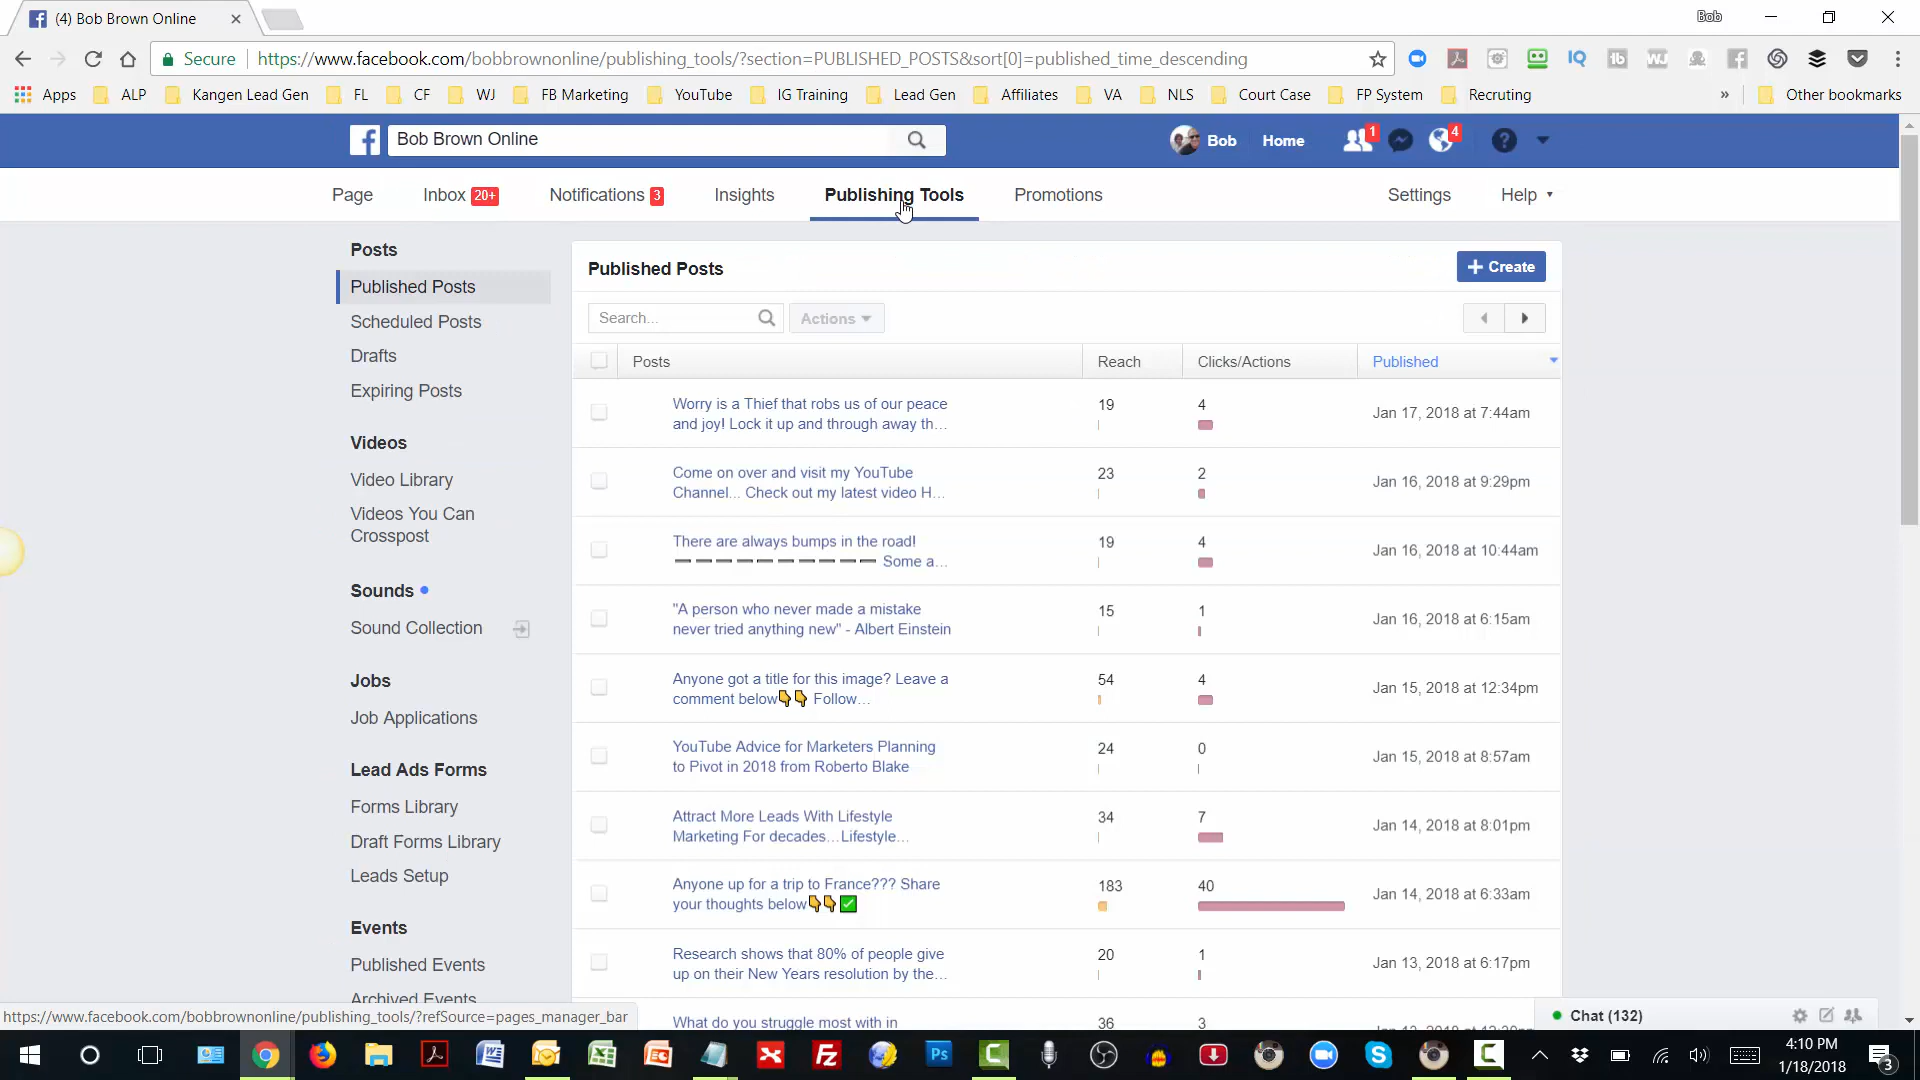 (4) Bob Brown Online
Bob
Secure
https://www.facebook.com/bobbrownonline/publishing_tools/?section=PUBLISHED_POSTS&sort[0]=published_time_descending
Apps ALP Kangen Lead Gen FL CF WJ FB Marketing YouTube IG Training Lead Gen Affiliates VA NLS Court Case FP System Recruting » Other bookmarks
Bob Brown Online
Bob Home 1 4
Page Inbox 20+ Notifications 3 Insights Publishing Tools Promotions Settings Help
Posts
Published Posts
Scheduled Posts
Drafts
Expiring Posts
Videos
Video Library
Videos You Can
Crosspost
Sounds
Sound Collection
Jobs
Job Applications
Lead Ads Forms
Forms Library
Draft Forms Library
Leads Setup
Events
Published Events
Archived Events
Published Posts
+ Create
Search...
Actions
Posts Reach Clicks/Actions Published
Worry is a Thief that robs us of our peace
and joy! Lock it up and through away th...
19 4 Jan 17, 2018 at 7:44am
Come on over and visit my YouTube
Channel... Check out my latest video H...
23 2 Jan 16, 2018 at 9:29pm
There are always bumps in the road!
➖➖➖➖➖➖➖➖➖➖ Some a...
19 4 Jan 16, 2018 at 10:44am
"A person who never made a mistake
never tried anything new" - Albert Einstein
15 1 Jan 16, 2018 at 6:15am
Anyone got a title for this image? Leave a
comment below👇👇 Follow...
54 4 Jan 15, 2018 at 12:34pm
YouTube Advice for Marketers Planning
to Pivot in 2018 from Roberto Blake
24 0 Jan 15, 2018 at 8:57am
Attract More Leads With Lifestyle
Marketing For decades...Lifestyle...
34 7 Jan 14, 2018 at 8:01pm
Anyone up for a trip to France??? Share
your thoughts below👇👇✅
183 40 Jan 14, 2018 at 6:33am
Research shows that 80% of people give
up on their New Years resolution by the...
20 1 Jan 13, 2018 at 6:17pm
What do you struggle most with in
36 3
https://www.facebook.com/bobbrownonline/publishing_tools/?refSource=pages_manager_bar
Chat (132)
4:10 PM
1/18/2018
3